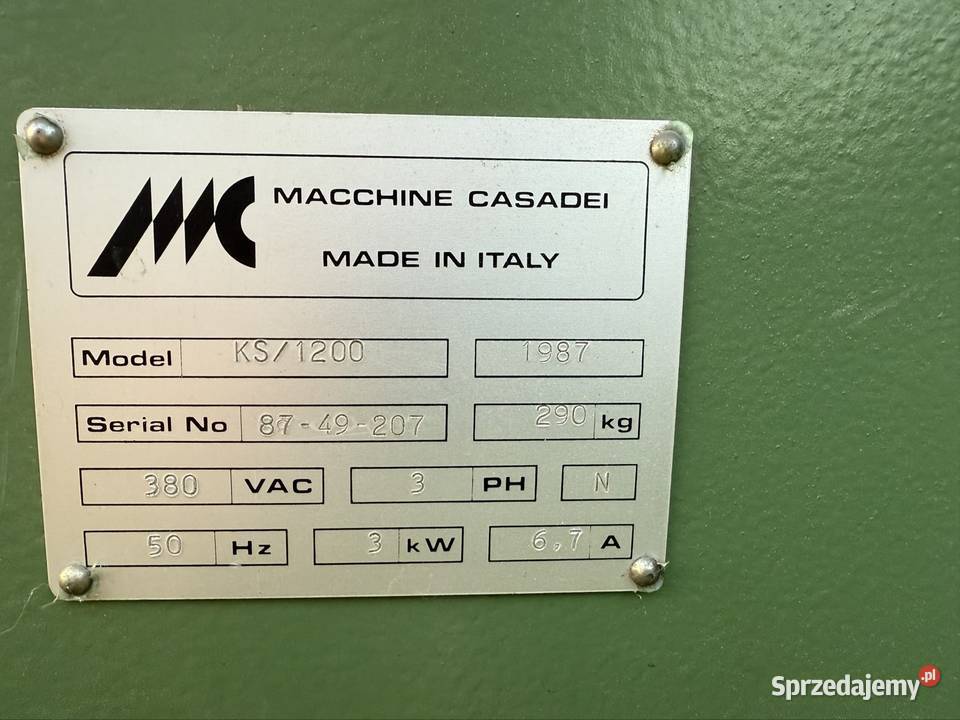 MC MACCHINE CASADEI
MADE IN ITALY
Model KS/1200 1987
Serial No 87-49-207 290 kg
380 VAC 3 PH N
50 Hz 3 kW 6,7 A
Sprzedajemy.pl